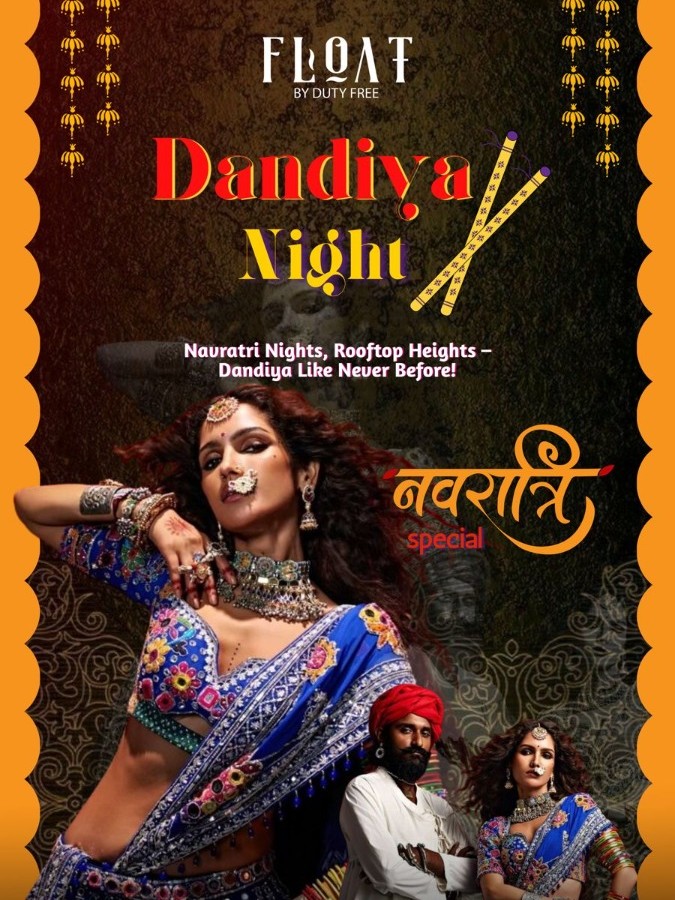 FLOAT
BY DUTY FREE
Dandiya
Night
Navratri Nights, Rooftop Heights –
Dandiya Like Never Before!
नवरात्रि
special